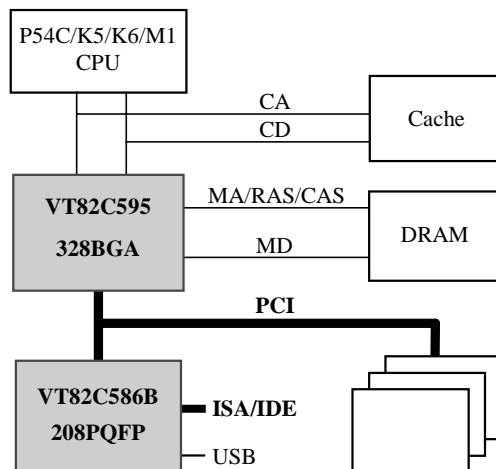 P54C/K5/K6/M1
CPU
CA
CD
Cache
VT82C595
328BGA
MA/RAS/CAS
MD
DRAM
PCI
VT82C586B
208PQFP
ISA/IDE
USB